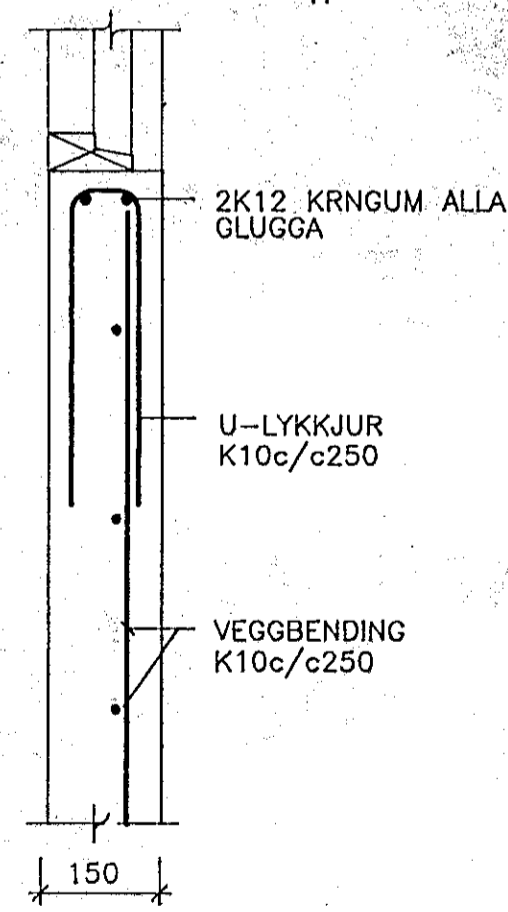 2K12 KRNGUM ALLA
GLUGGA
U-LYKKJUR
K10c/c250
VEGGBENDING
K10c/c250
150